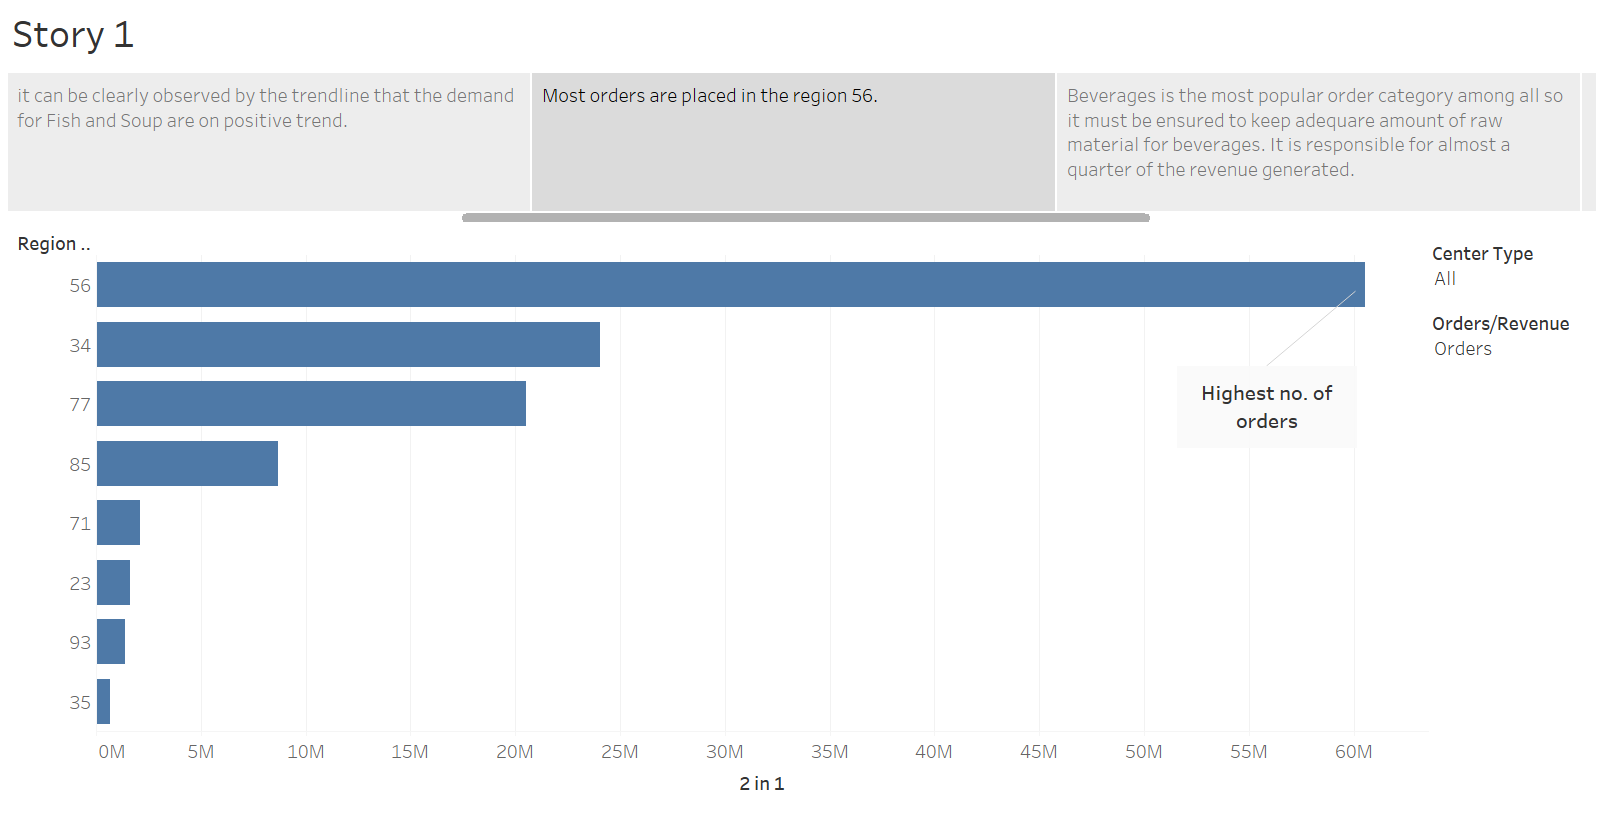 Story 1
it can be clearly observed by the trendline that the demand
for Fish and Soup are on positive trend.
Most orders are placed in the region 56.
Beverages is the most popular order category among all so
it must be ensured to keep adequare amount of raw
material for beverages. It is responsible for almost a
quarter of the revenue generated.
Region ..
56
34
77
85
71
23
93
35
0M
5M
10M
15M
20M
25M
30M
35M
40M
45M
50M
55M
60M
2 in 1
Highest no. of
orders
Center Type
All
Orders/Revenue
Orders